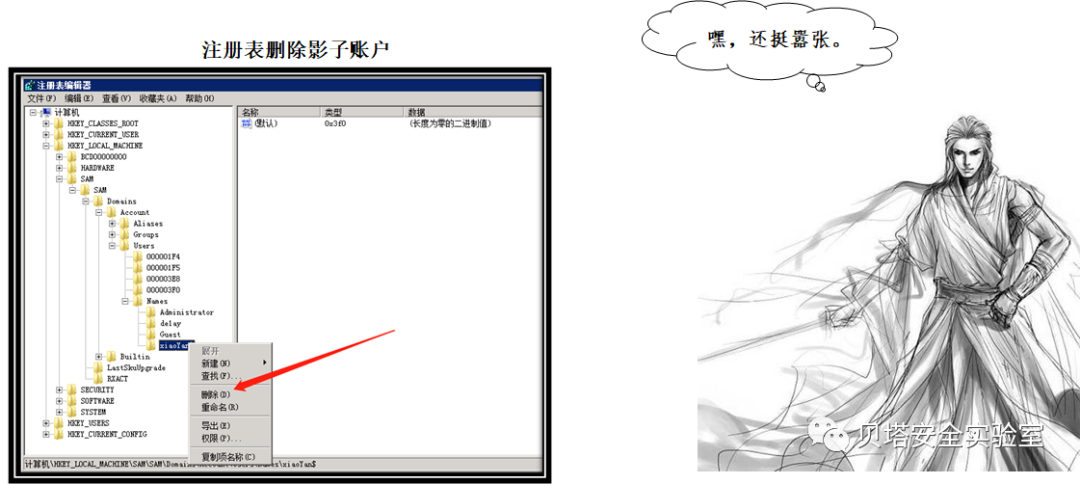 注册表删除影子账户
嘿，还挺嚣张。
注册表编辑器
文件(F) 编辑(E) 查看(V) 收藏夹(A) 帮助(H)
计算机
HKEY_CLASSES_ROOT
HKEY_CURRENT_USER
HKEY_LOCAL_MACHINE
BCD00000000
HARDWARE
SAM
SAM
Domains
Account
Aliases
Groups
Users
000001F4
000001F5
000003E8
000003F0
Names
Administrator
delay
Guest
xiaoYan
Builtin
LastSkuUpgrade
RXACT
SECURITY
SOFTWARE
SYSTEM
HKEY_USERS
HKEY_CURRENT_CONFIG
名称 类型 数据
(默认) 0x3f0 (长度为零的二进制值)
展开
新建(N)
查找(F)...
删除(D)
重命名(R)
导出(E)
权限(P)...
复制项名称(C)
计算机\HKEY_LOCAL_MACHINE\SAM\SAM\Domains\xiaoYan$
贝塔安全实验室